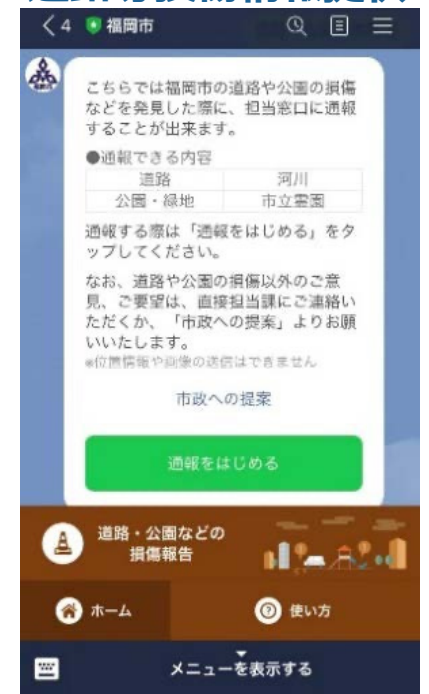 4 福岡市
こちらでは福岡市の道路や公園の損傷
などを発見した際に、担当窓口に通報
することが出来ます。
●通報できる内容
道路 河川
公園・緑地 市立霊園
通報する際は「通報をはじめる」をタ
ップしてください。
なお、道路や公園の損傷以外のご意
見、ご要望は、直接担当課にご連絡い
ただくか、「市政への提案」よりお願
いいたします。
※位置情報や画像の送信はできません
市政への提案
通報をはじめる
道路・公園などの
損傷報告
ホーム 使い方
メニューを表示する